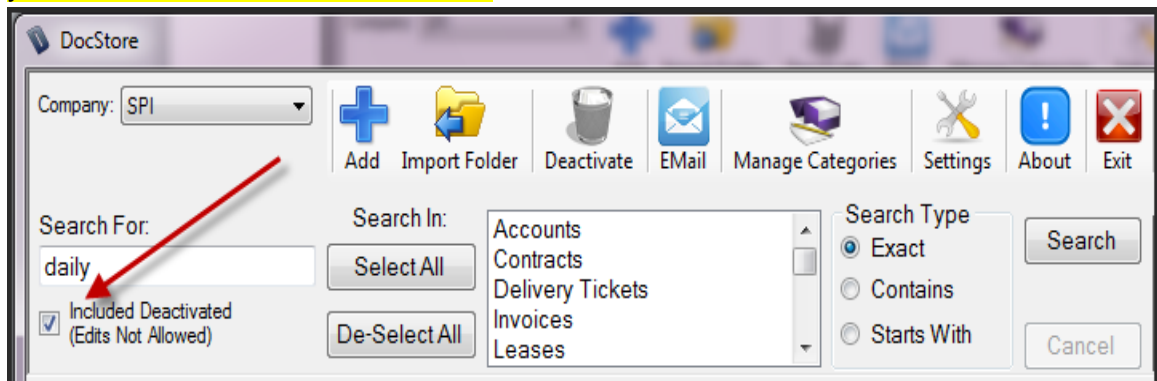 DocStore
Company: SPI
Add Import Folder Deactivate EMail Manage Categories Settings About Exit
Search For:
daily
Included Deactivated
(Edits Not Allowed)
Search In:
Select All
De-Select All
Accounts
Contracts
Delivery Tickets
Invoices
Leases
Search Type
Exact
Contains
Starts With
Search
Cancel